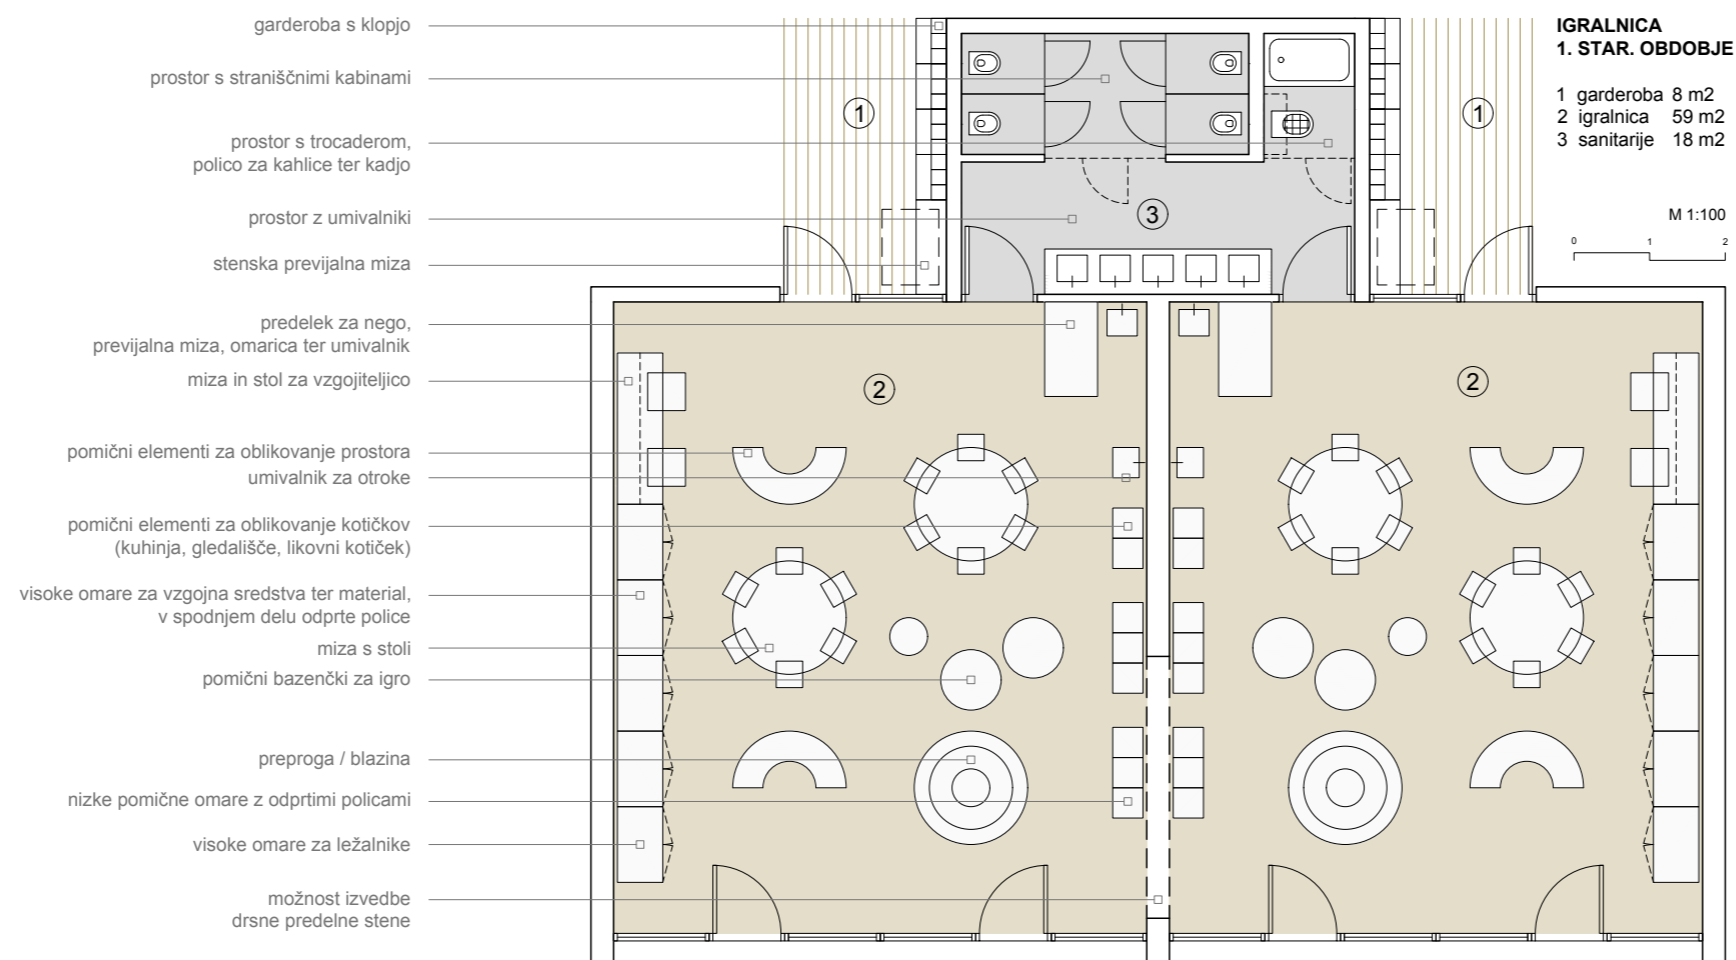 garderoba s klopjo
prostor s straniščnimi kabinami
prostor s trocaderom,
polico za kahlice ter kadjo
prostor z umivalniki
stenska previjalna miza
predelek za nego,
previjalna miza, omarica ter umivalnik
miza in stol za vzgojiteljico
pomični elementi za oblikovanje prostora
umivalnik za otroke
pomični elementi za oblikovanje kotičkov
(kuhinja, gledališče, likovni kotiček)
visoke omare za vzgojna sredstva ter material,
v spodnjem delu odprte police
miza s stoli
pomični bazenčki za igro
preproga / blazina
nizke pomične omare z odprtimi policami
visoke omare za ležalnike
možnost izvedbe
drsne predelne stene
1
3
1
2
2
IGRALNICA
1. STAR. OBDOBJE
1 garderoba 8 m2
2 igralnica 59 m2
3 sanitarije 18 m2
M 1:100
0 1 2